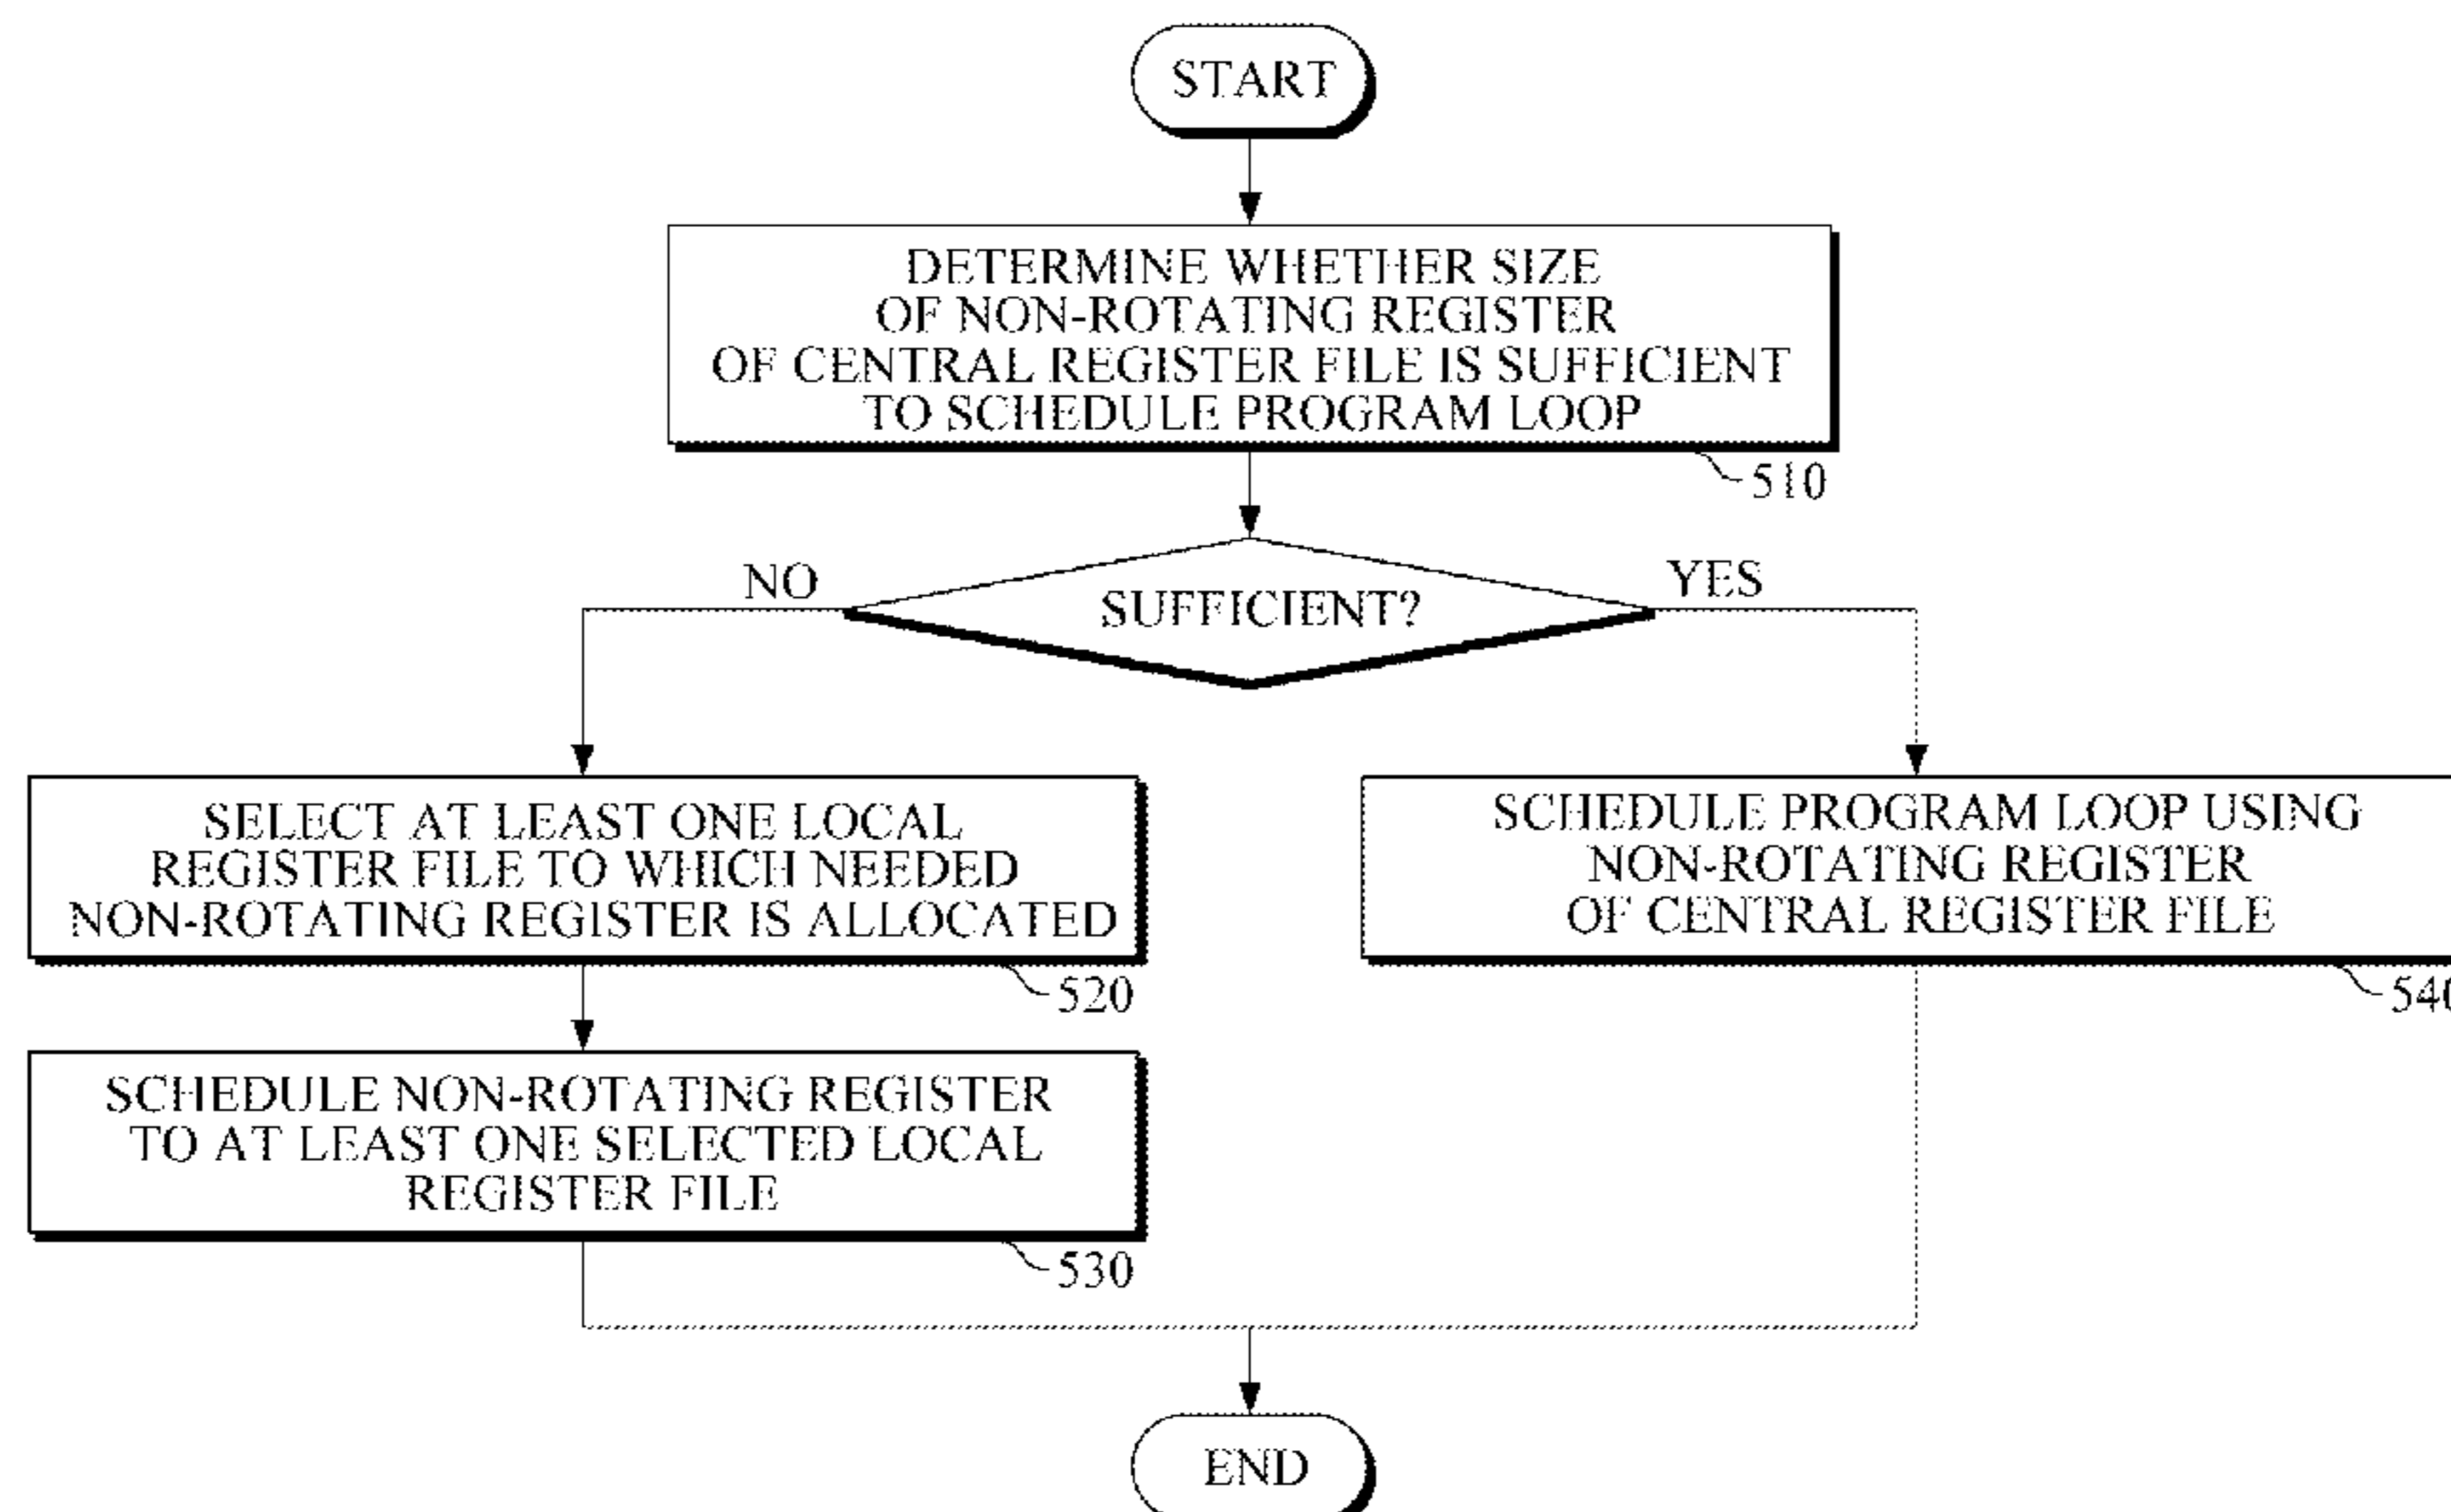 START
DETERMINE WHETHER SIZE
OF NON-ROTATING REGISTER
OF CENTRAL REGISTER FILE IS SUFFICIENT
TO SCHEDULE PROGRAM LOOP
510
NO
SUFFICIENT?
YES
SELECT AT LEAST ONE LOCAL
REGISTER FILE TO WHICH NEEDED
NON-ROTATING REGISTER IS ALLOCATED
520
SCHEDULE PROGRAM LOOP USING
NON-ROTATING REGISTER
OF CENTRAL REGISTER FILE
540
SCHEDULE NON-ROTATING REGISTER
TO AT LEAST ONE SELECTED LOCAL
REGISTER FILE
530
END